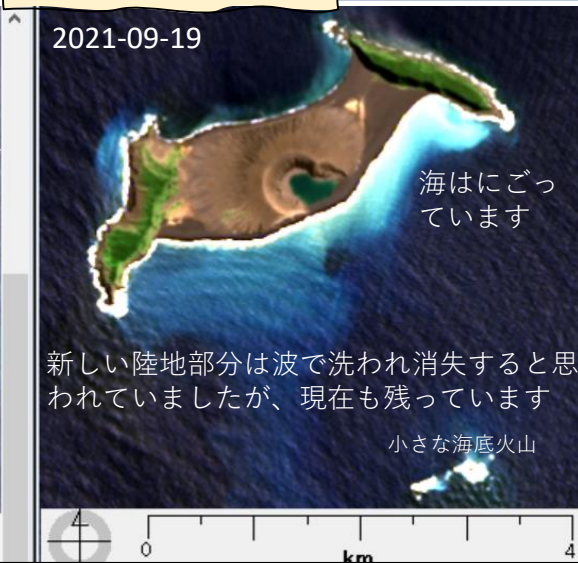 2021-09-19
海はにごっ
ています
新しい陸地部分は波で洗われ消失すると思
われていましたが、現在も残っています
小さな海底火山
0
4
km